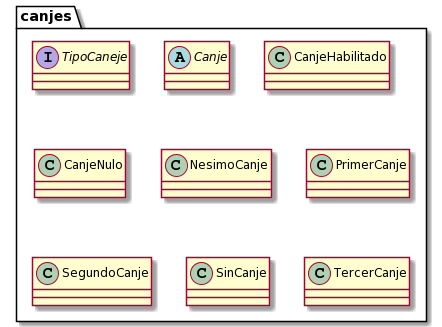 canjes
I TipoCaneje
A Canje
C CanjeHabilitado
C CanjeNulo
C NesimoCanje
C PrimerCanje
C SegundoCanje
C SinCanje
C TercerCanje